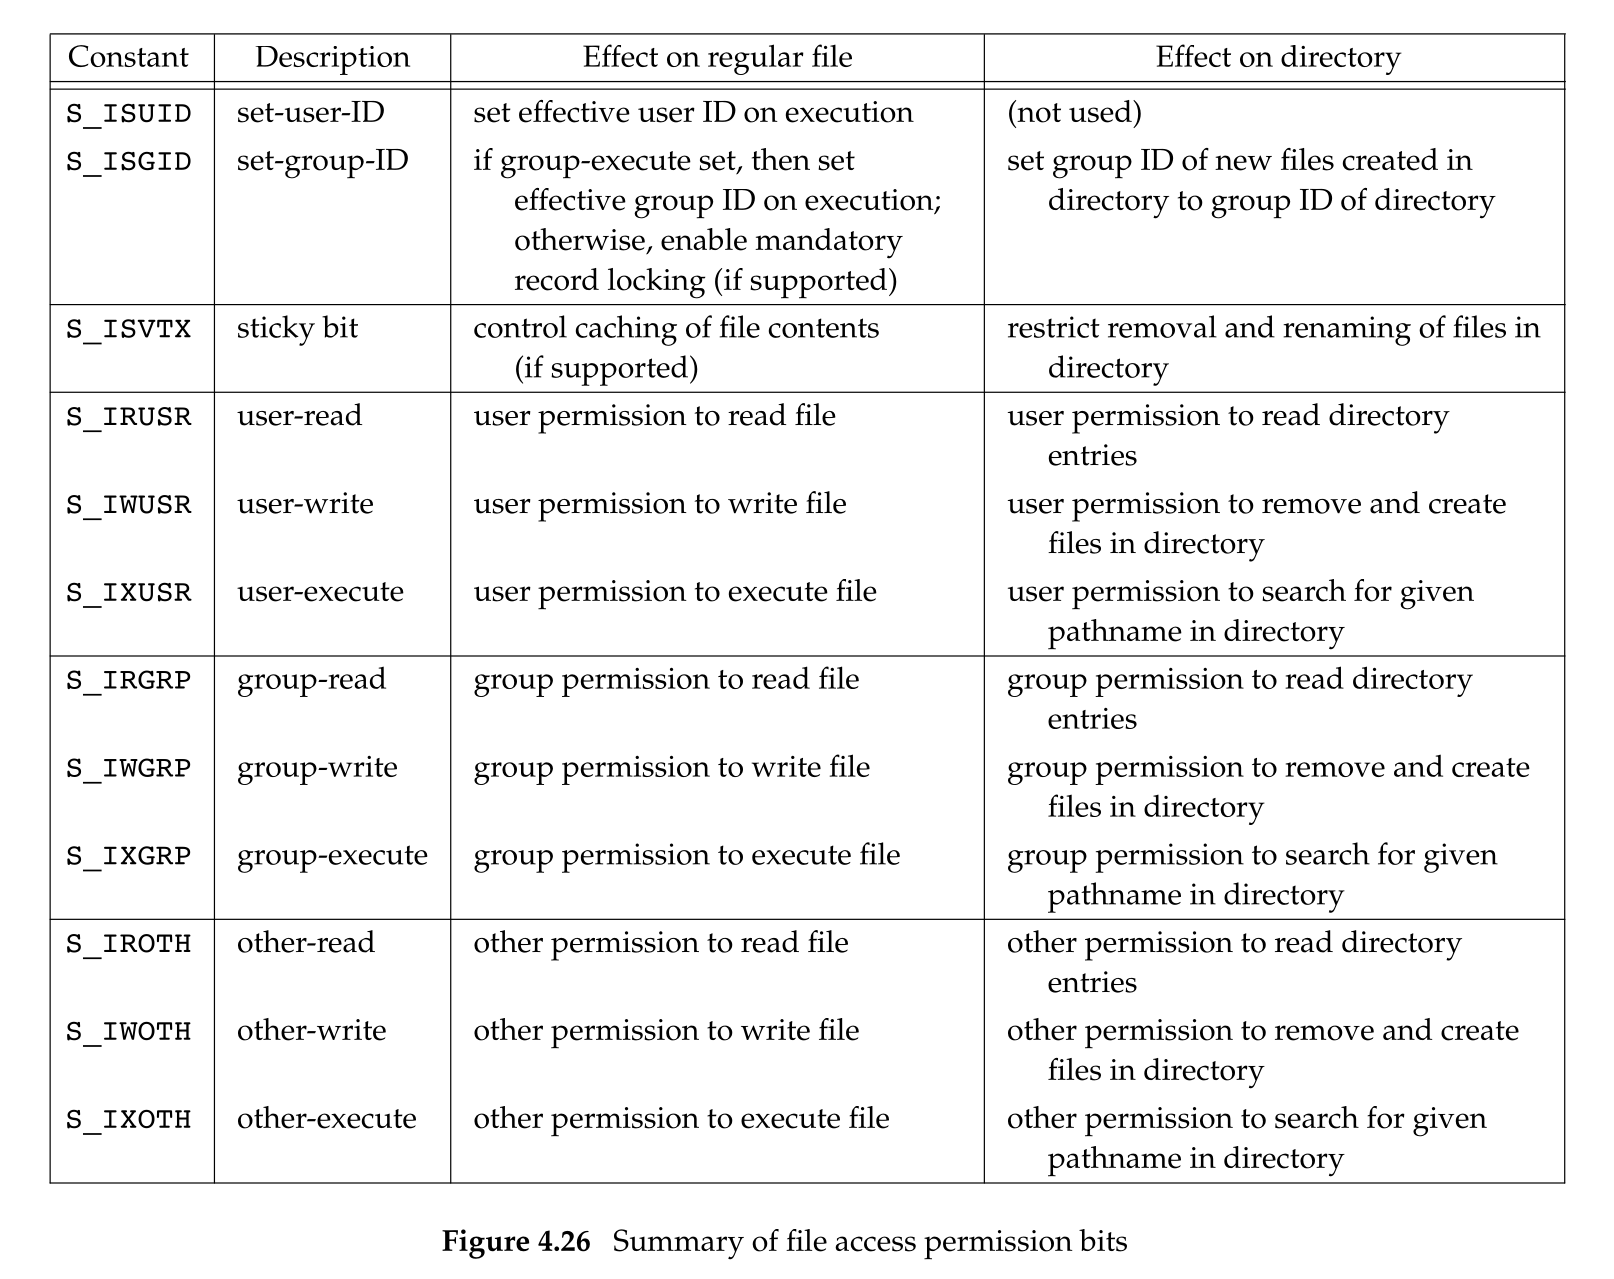 Constant Description Effect on regular file Effect on directory
S_ISUID set-user-ID set effective user ID on execution (not used)
S_ISGID set-group-ID if group-execute set, then set set group ID of new files created in
effective group ID on execution; directory to group ID of directory
otherwise, enable mandatory
record locking (if supported)
S_ISVTX sticky bit control caching of file contents restrict removal and renaming of files in
(if supported) directory
S_IRUSR user-read user permission to read file user permission to read directory
entries
S_IWUSR user-write user permission to write file user permission to remove and create
files in directory
S_IXUSR user-execute user permission to execute file user permission to search for given
pathname in directory
S_IRGRP group-read group permission to read file group permission to read directory
entries
S_IWGRP group-write group permission to write file group permission to remove and create
files in directory
S_IXGRP group-execute group permission to execute file group permission to search for given
pathname in directory
S_IROTH other-read other permission to read file other permission to read directory
entries
S_IWOTH other-write other permission to write file other permission to remove and create
files in directory
S_IXOTH other-execute other permission to execute file other permission to search for given
pathname in directory
Figure 4.26 Summary of file access permission bits